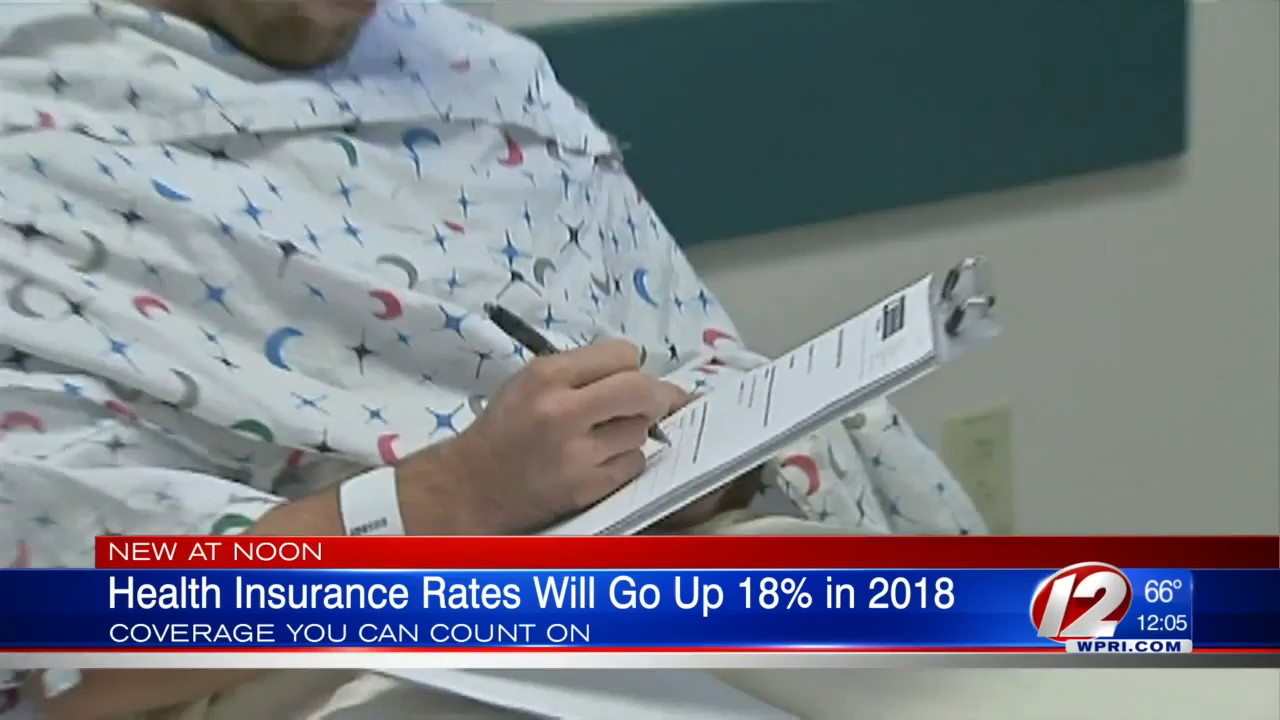 NEW AT NOON
Health Insurance Rates Will Go Up 18% in 2018
COVERAGE YOU CAN COUNT ON
12
WPRI.COM
66°
12:05